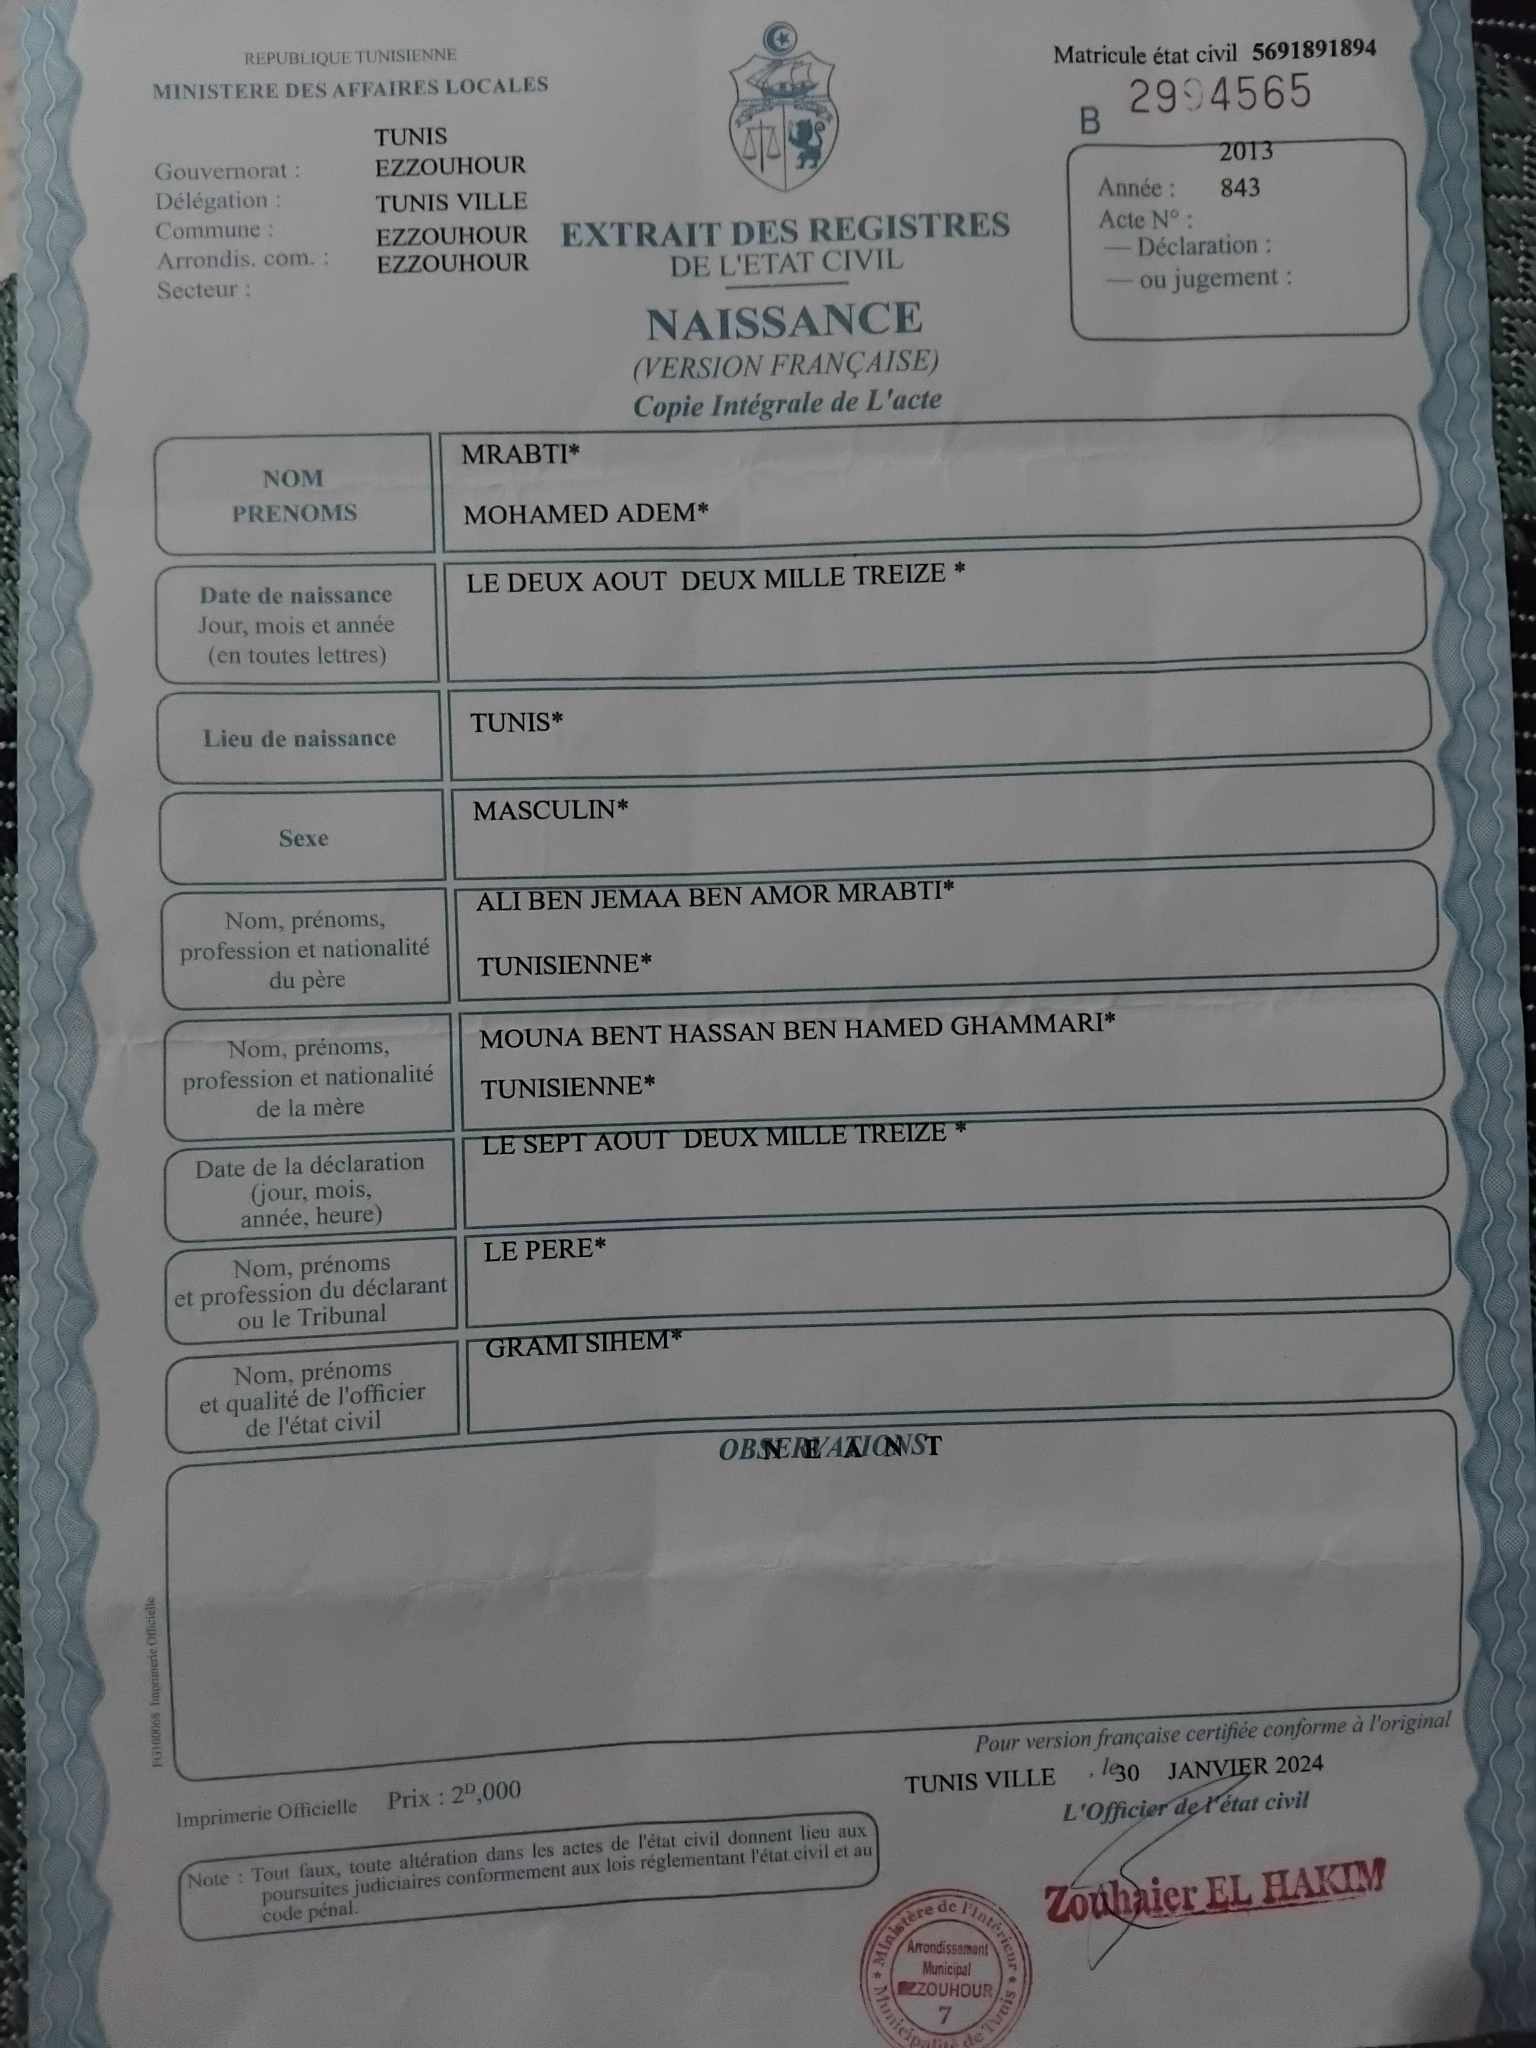 REPUBLIQUE TUNISIENNE
MINISTERE DES AFFAIRES LOCALES
Matricule état civil 5691891894
B 2994565
TUNIS
Gouvernorat : EZZOUHOUR
Délégation : TUNIS VILLE
Commune : EZZOUHOUR
Arrondis. com. : EZZOUHOUR
Secteur :
2013
Année : 843
Acte N° :
— Déclaration :
— ou jugement :
EXTRAIT DES REGISTRES
DE L'ETAT CIVIL
NAISSANCE
(VERSION FRANÇAISE)
Copie Intégrale de L'acte
NOM
PRENOMS
MRABTI*
MOHAMED ADEM*
Date de naissance
Jour, mois et année
(en toutes lettres)
LE DEUX AOUT DEUX MILLE TREIZE *
Lieu de naissance
TUNIS*
Sexe
MASCULIN*
Nom, prénoms,
profession et nationalité
du père
ALI BEN JEMAA BEN AMOR MRABTI*
TUNISIENNE*
Nom, prénoms,
profession et nationalité
de la mère
MOUNA BENT HASSAN BEN HAMED GHAMMARI*
TUNISIENNE*
Date de la déclaration
(jour, mois,
année, heure)
LE SEPT AOUT DEUX MILLE TREIZE *
Nom, prénoms
et profession du déclarant
ou le Tribunal
LE PERE*
Nom, prénoms
et qualité de l'officier
de l'état civil
GRAMI SIHEM*
OBSERVATIONS
N E A N T
FG100068 Imprimerie Officielle
Pour version française certifiée conforme à l'original
TUNIS VILLE , le 30 JANVIER 2024
L'Officier de l'état civil
Imprimerie Officielle Prix : 2ᴰ,000
Note : Tout faux, toute altération dans les actes de l'état civil donnent lieu aux
poursuites judiciaires conformement aux lois réglementant l'état civil et au
code pénal.
Zouhaier EL HAKIM
Ministère de l'Intérieur
Arrondissement
Municipal
EZZOUHOUR
7
Municipalité de Tunis